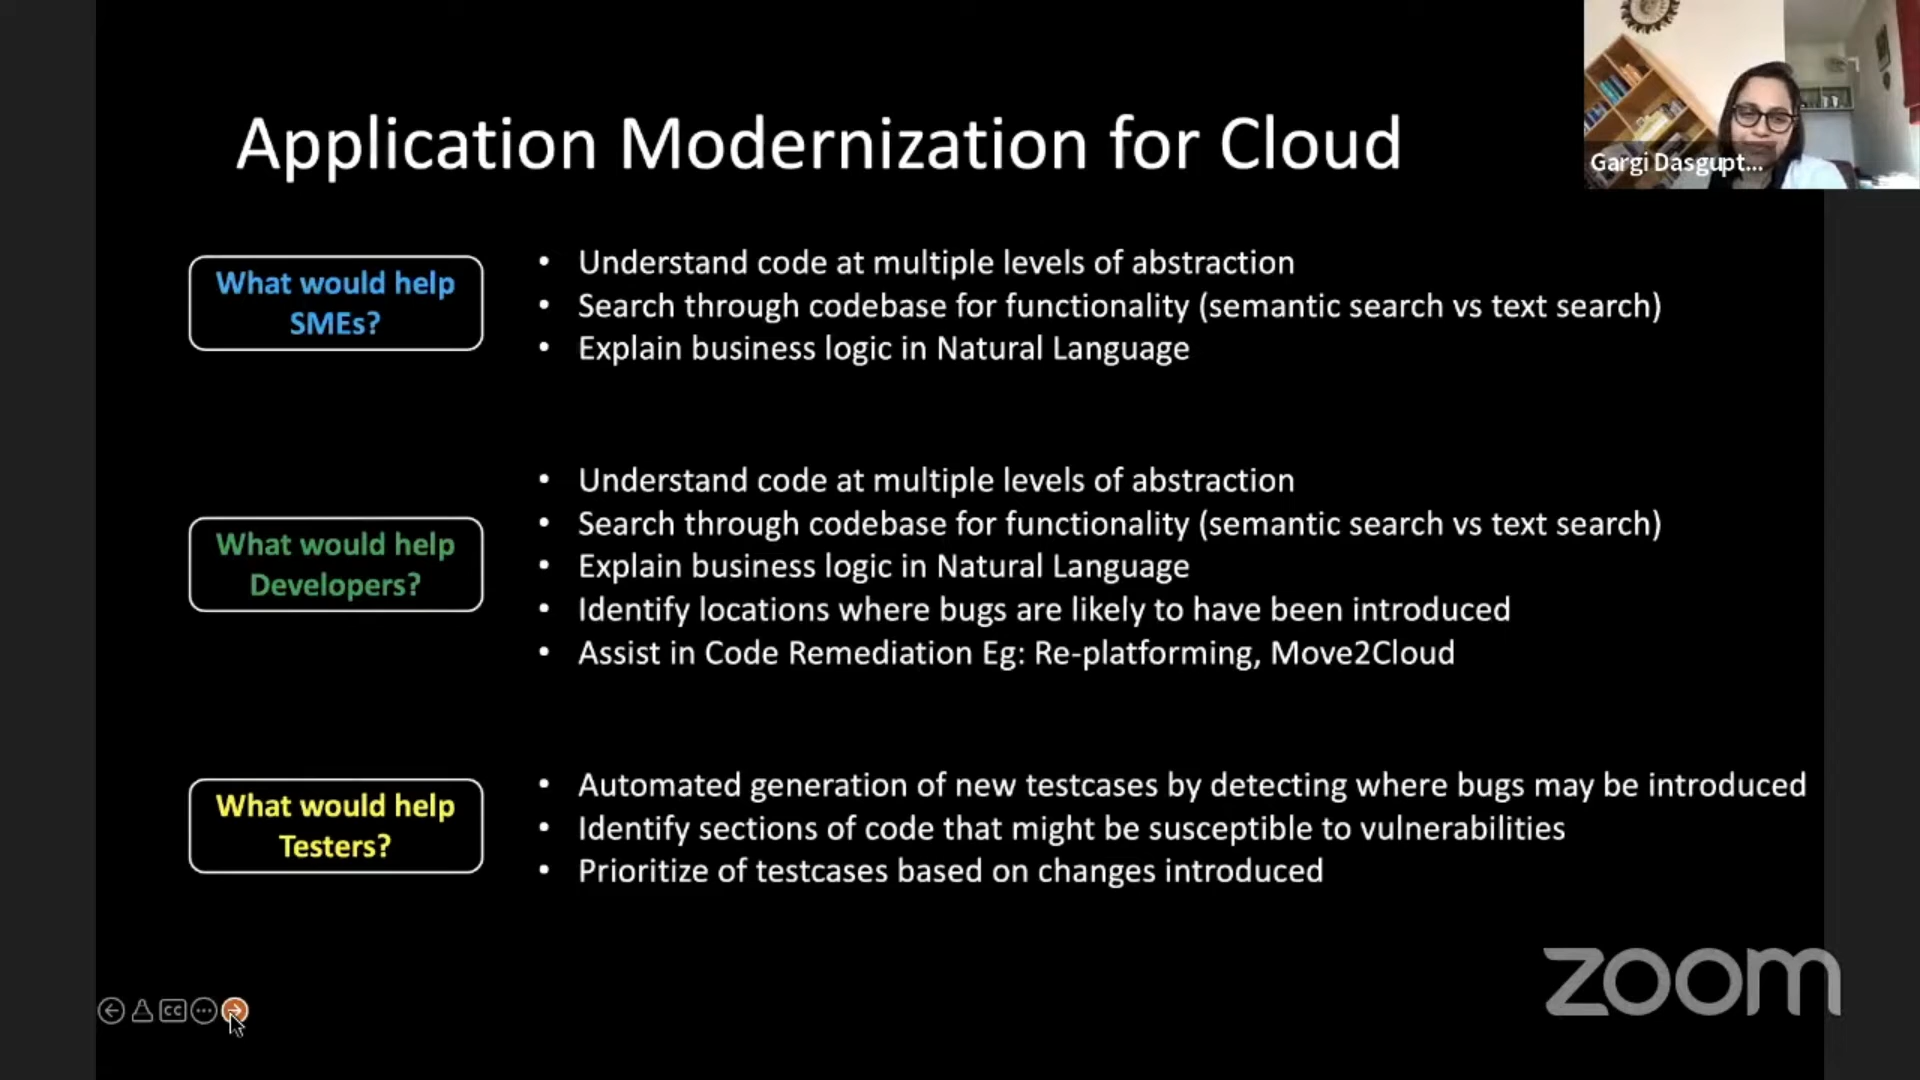 Application Modernization for Cloud
Gargi Dasgupt...
What would help
SMEs?
• Understand code at multiple levels of abstraction
• Search through codebase for functionality (semantic search vs text search)
• Explain business logic in Natural Language
What would help
Developers?
• Understand code at multiple levels of abstraction
• Search through codebase for functionality (semantic search vs text search)
• Explain business logic in Natural Language
• Identify locations where bugs are likely to have been introduced
• Assist in Code Remediation Eg: Re-platforming, Move2Cloud
What would help
Testers?
• Automated generation of new testcases by detecting where bugs may be introduced
• Identify sections of code that might be susceptible to vulnerabilities
• Prioritize of testcases based on changes introduced
zoom
CC